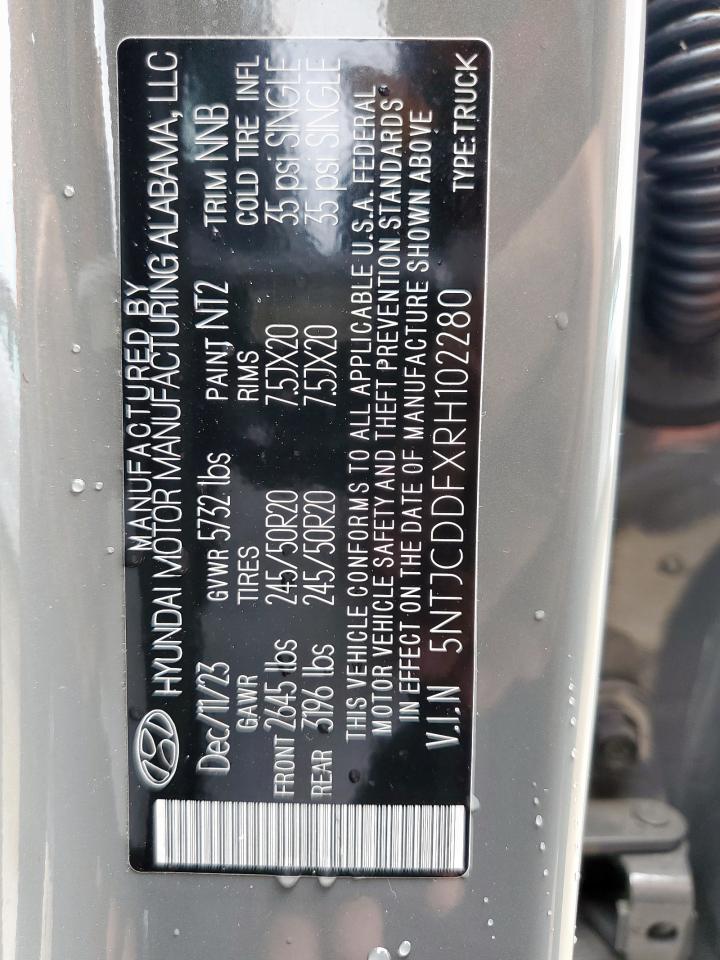 MANUFACTURED BY
HYUNDAI MOTOR MANUFACTURING ALABAMA, LLC
Dec/11/23 GVWR 5732 lbs PAINT NT2 TRIM NNB
GAWR TIRES RIMS COLD TIRE INFL
FRONT 2645 lbs 245/50R20 7.5JX20 35 psi SINGLE
REAR 3196 lbs 245/50R20 7.5JX20 35 psi SINGLE
THIS VEHICLE CONFORMS TO ALL APPLICABLE U.S.A. FEDERAL
MOTOR VEHICLE SAFETY AND THEFT PREVENTION STANDARDS
IN EFFECT ON THE DATE OF MANUFACTURE SHOWN ABOVE
V.I.N 5NTJCDDFXRH102280 TYPE:TRUCK